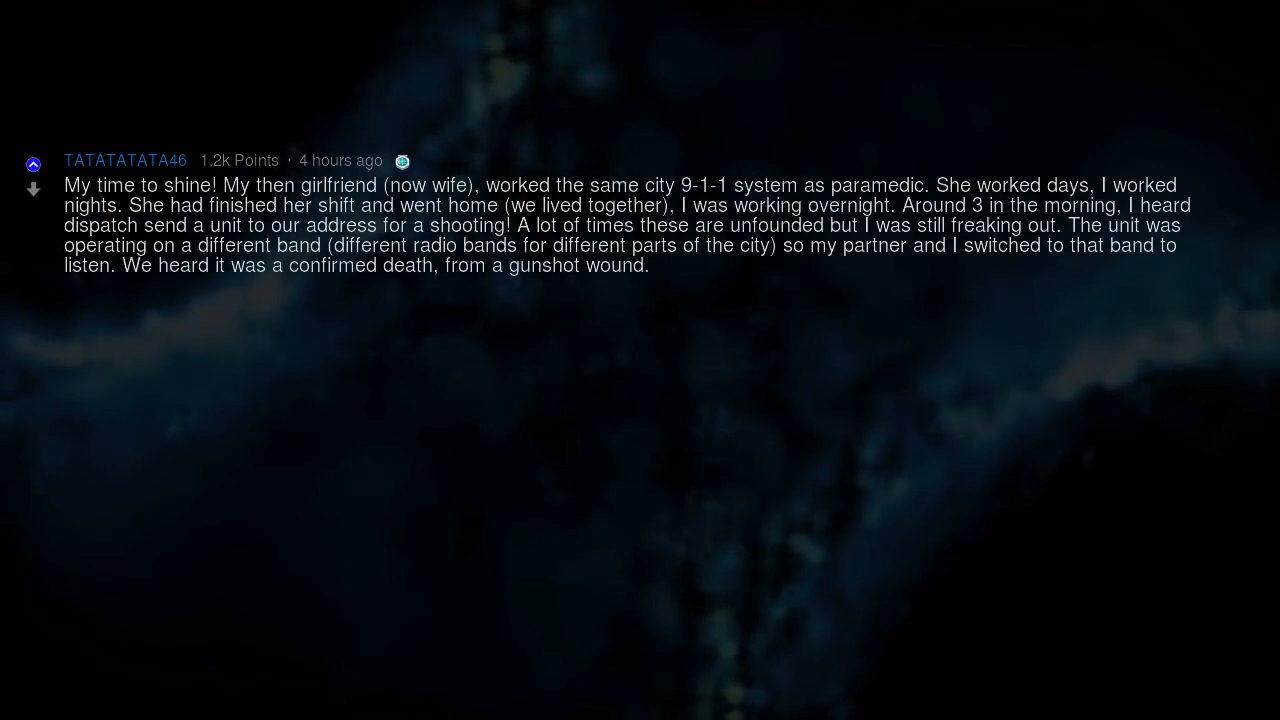 TATATATATA46 1.2k Points · 4 hours ago
My time to shine! My then girlfriend (now wife), worked the same city 9-1-1 system as paramedic. She worked days, I worked
nights. She had finished her shift and went home (we lived together), I was working overnight. Around 3 in the morning, I heard
dispatch send a unit to our address for a shooting! A lot of times these are unfounded but I was still freaking out. The unit was
operating on a different band (different radio bands for different parts of the city) so my partner and I switched to that band to
listen. We heard it was a confirmed death, from a gunshot wound.